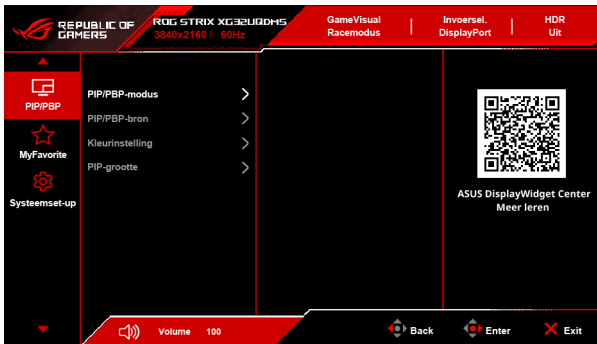 REPUBLIC OF
GAMERS
ROG STRIX XG32UQDMS
3840x2160 | 60Hz
GameVisual
Racemodus
Invoersel.
DisplayPort
HDR
Uit
PIP/PBP
MyFavorite
Systeemset-up
PIP/PBP-modus
PIP/PBP-bron
Kleurinstelling
PIP-grootte
ASUS DisplayWidget Center
Meer leren
Volume 100
Back
Enter
Exit